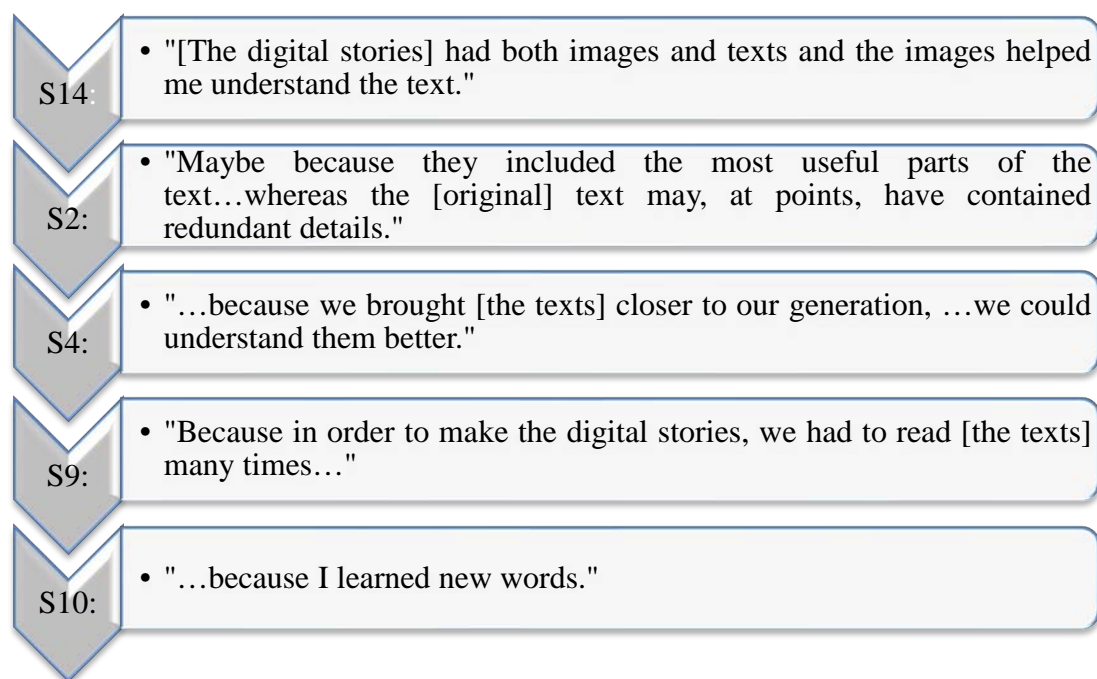 S14:
• "[The digital stories] had both images and texts and the images helped
me understand the text."
S2:
• "Maybe because they included the most useful parts of the
text…whereas the [original] text may, at points, have contained
redundant details."
S4:
• "…because we brought [the texts] closer to our generation, …we could
understand them better."
S9:
• "Because in order to make the digital stories, we had to read [the texts]
many times…"
S10:
• "…because I learned new words."